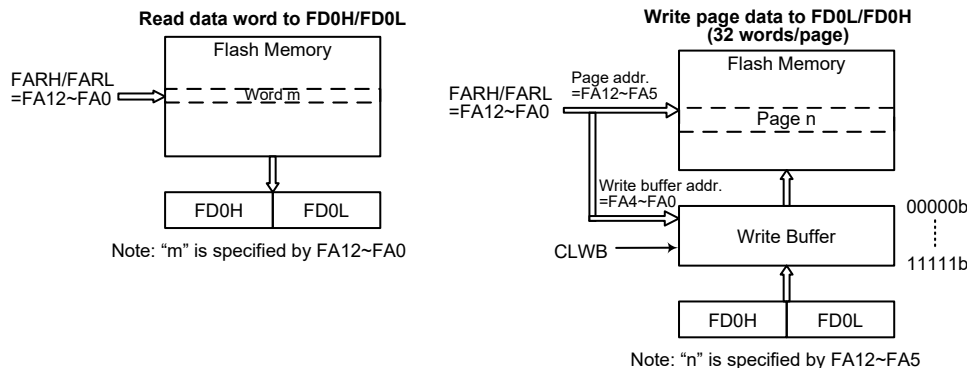 Read data word to FD0H/FD0L
Flash Memory
FARH/FARL
=FA12~FA0
Word m
FD0H
FD0L
Note: “m” is specified by FA12~FA0
Write page data to FD0L/FD0H
(32 words/page)
Flash Memory
Page addr.
=FA12~FA5
FARH/FARL
=FA12~FA0
Page n
Write buffer addr.
=FA4~FA0
00000b
Write Buffer
CLWB
11111b
FD0H
FD0L
Note: “n” is specified by FA12~FA5